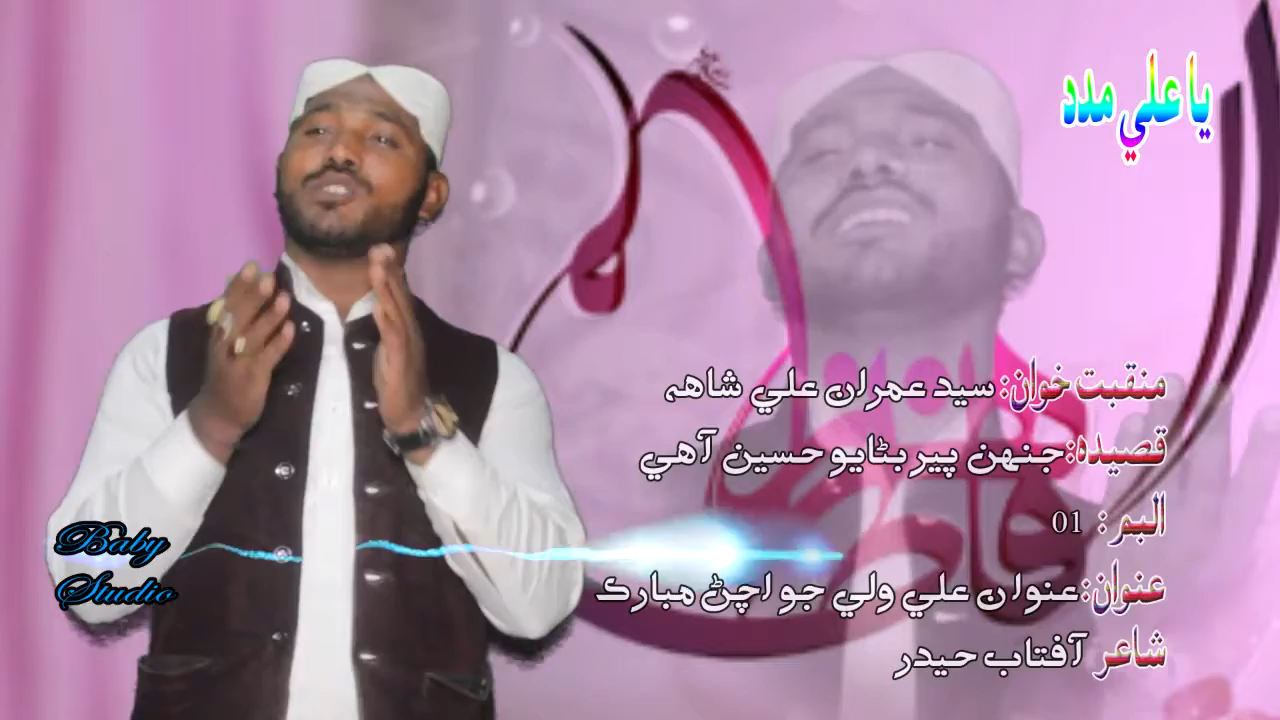 يا علي مدد
منقبت خوان: سيد عمران علي شاهه
قصيده: جنهن پير بڻايو حسين آهي
البم : 01
عنوان: عنوان علي ولي جو اچڻ مبارڪ
شاعر آفتاب حيدر
Baby
Studio